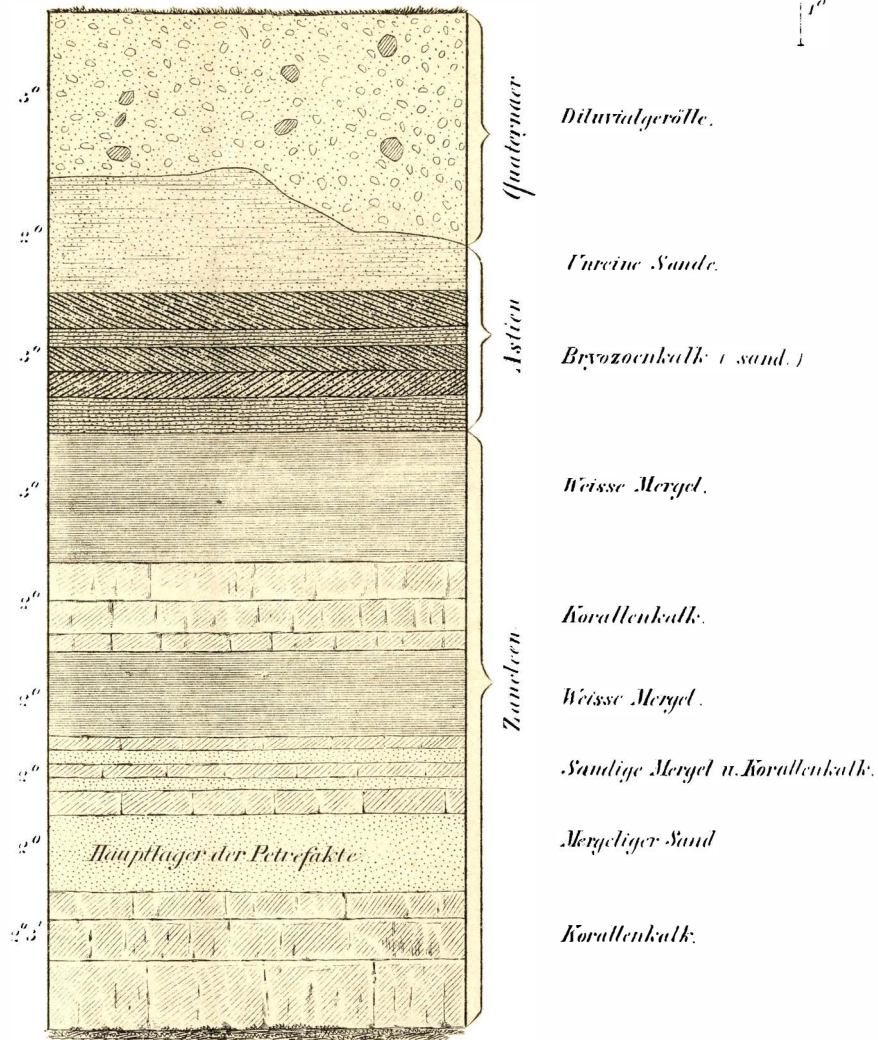 1°
3°
Quaternaer
Diluvialgerölle.
2°
Unreine Sande.
Astien
3°
Bryozoenkalk ( sand. )
3°
Weisse Mergel.
2°
Korallenkalk.
Zancleen
2°
Weisse Mergel.
2°
Sandige Mergel u. Korallenkalk.
2°
Hauptlager der Petrefakte
Mergeliger Sand
2°3'
Korallenkalk.